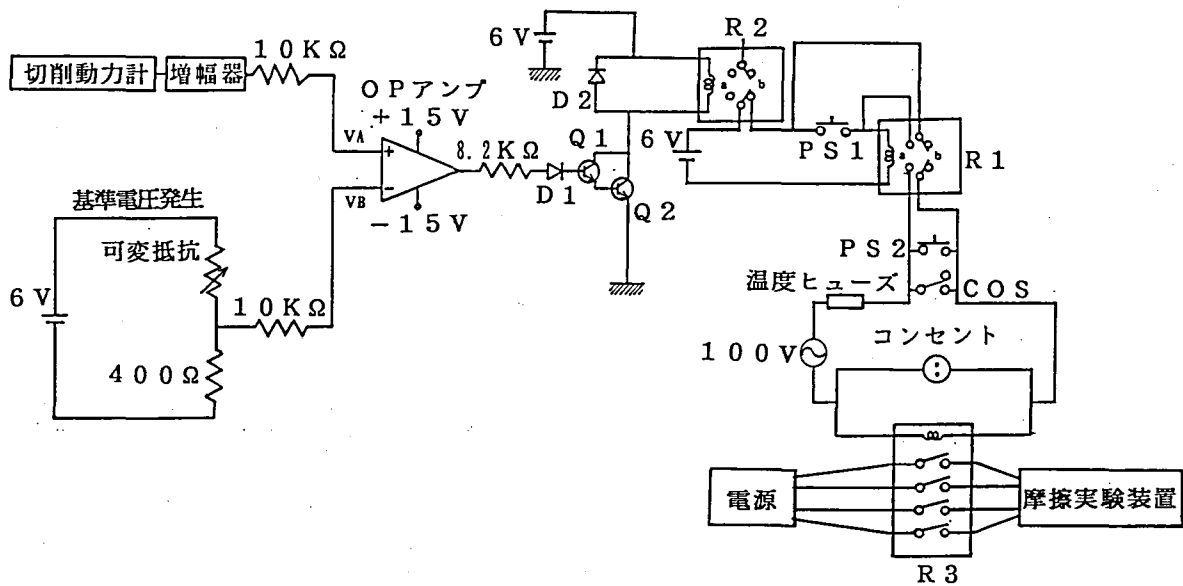 切削動力計
増幅器
10KΩ
OPアンプ
+15V
VA
+
8.2KΩ
VB
−
−15V
D1
Q1
Q2
6V
D2
R2
a
b
6V
PS1
a
b
R1
基準電圧発生
可変抵抗
6V
10KΩ
400Ω
PS2
温度ヒューズ
COS
コンセント
100V
電源
摩擦実験装置
R3